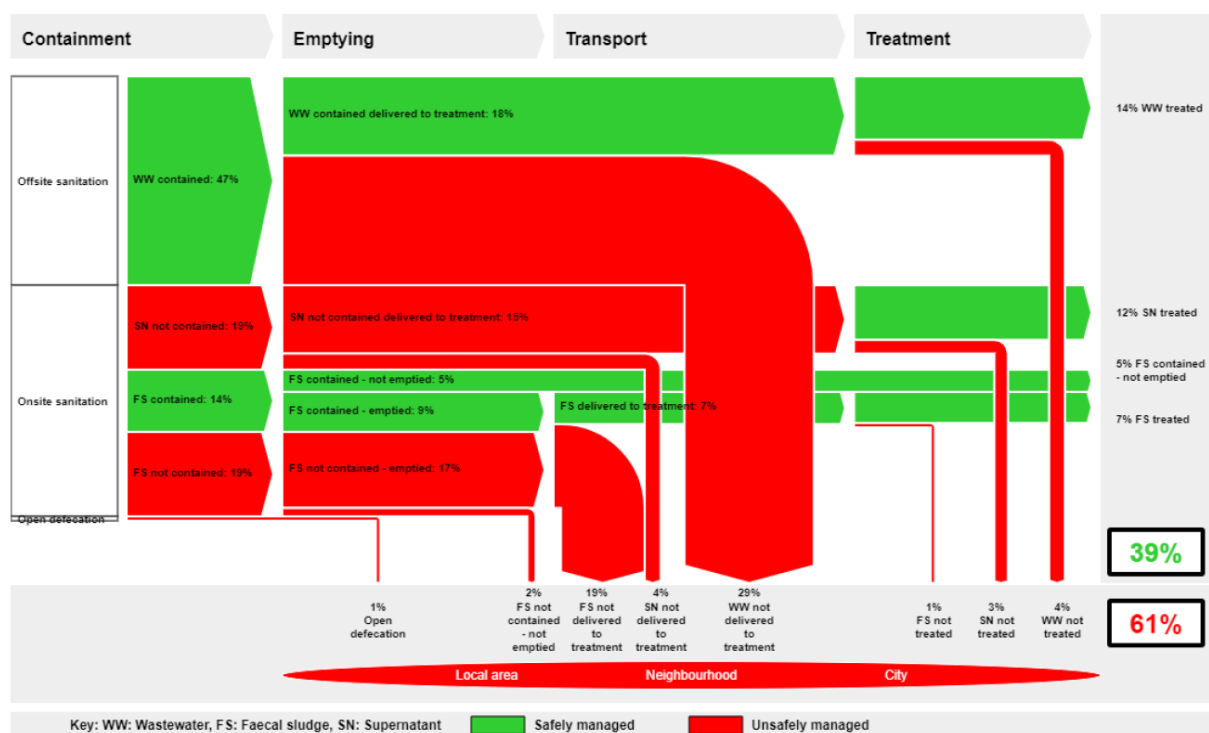 Containment
Emptying
Transport
Treatment
Offsite sanitation
WW contained: 47%
WW contained delivered to treatment: 18%
14% WW treated
Onsite sanitation
SN not contained: 19%
SN not contained delivered to treatment: 15%
12% SN treated
FS contained: 14%
FS contained - not emptied: 5%
5% FS contained
- not emptied
FS contained - emptied: 9%
FS delivered to treatment: 7%
7% FS treated
FS not contained: 19%
FS not contained - emptied: 17%
Open defecation
39%
61%
1%
Open
defecation
2%
FS not
contained
- not
emptied
19%
FS not
delivered
to
treatment
4%
SN not
delivered
to
treatment
29%
WW not
delivered
to
treatment
1%
FS not
treated
3%
SN not
treated
4%
WW not
treated
Local area
Neighbourhood
City
Key: WW: Wastewater, FS: Faecal sludge, SN: Supernatant
Safely managed
Unsafely managed